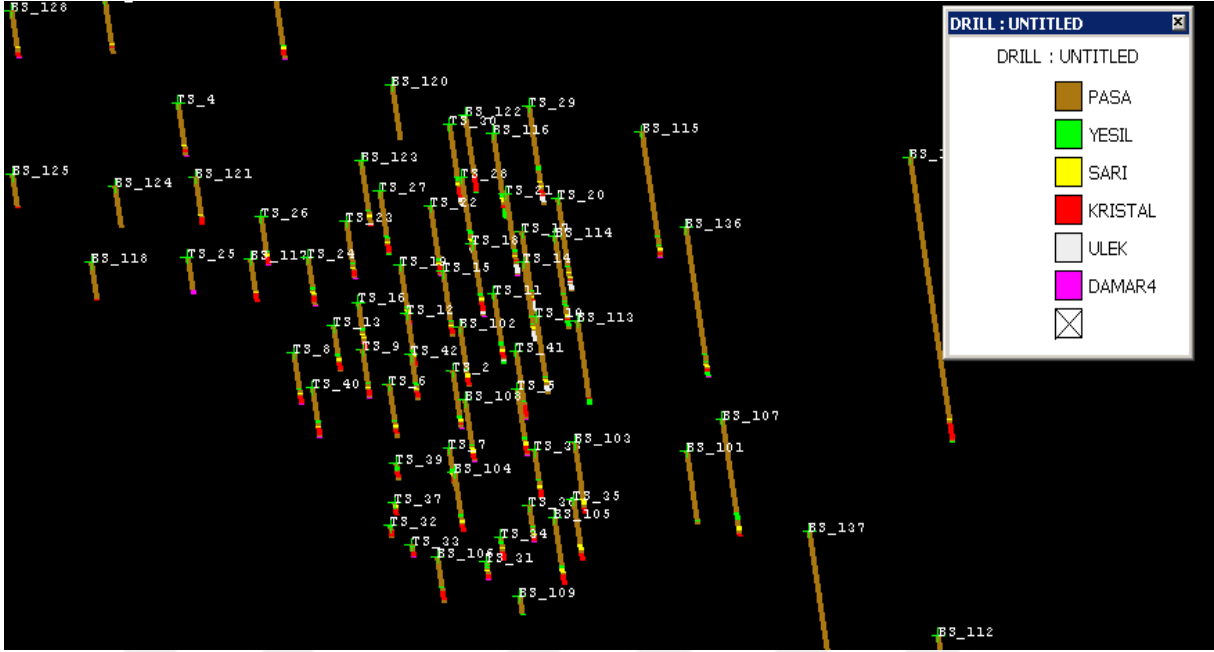 BS_128
DRILL : UNTITLED
DRILL : UNTITLED
PASA
YESIL
SARI
KRISTAL
ULEK
DAMAR4
BS_120
TS_4
TS_29
BS_122
TS_30
BS_116
BS_115
BS_123
BS_125
BS_124
BS_121
TS_28
TS_27
TS_21
TS_20
TS_22
TS_26
TS_23
BS_136
BS_114
TS_18
BS_118
TS_25
BS_117
TS_24
TS_19
TS_15
TS_14
TS_16
TS_11
TS_12
TS_10
BS_113
TS_13
BS_102
TS_8
TS_9
TS_42
TS_41
TS_2
TS_40
TS_6
TS_5
BS_108
BS_107
TS_7
BS_103
BS_101
TS_39
BS_104
TS_37
TS_35
BS_105
TS_32
BS_137
TS_33
TS_34
BS_106
TS_31
BS_109
BS_112